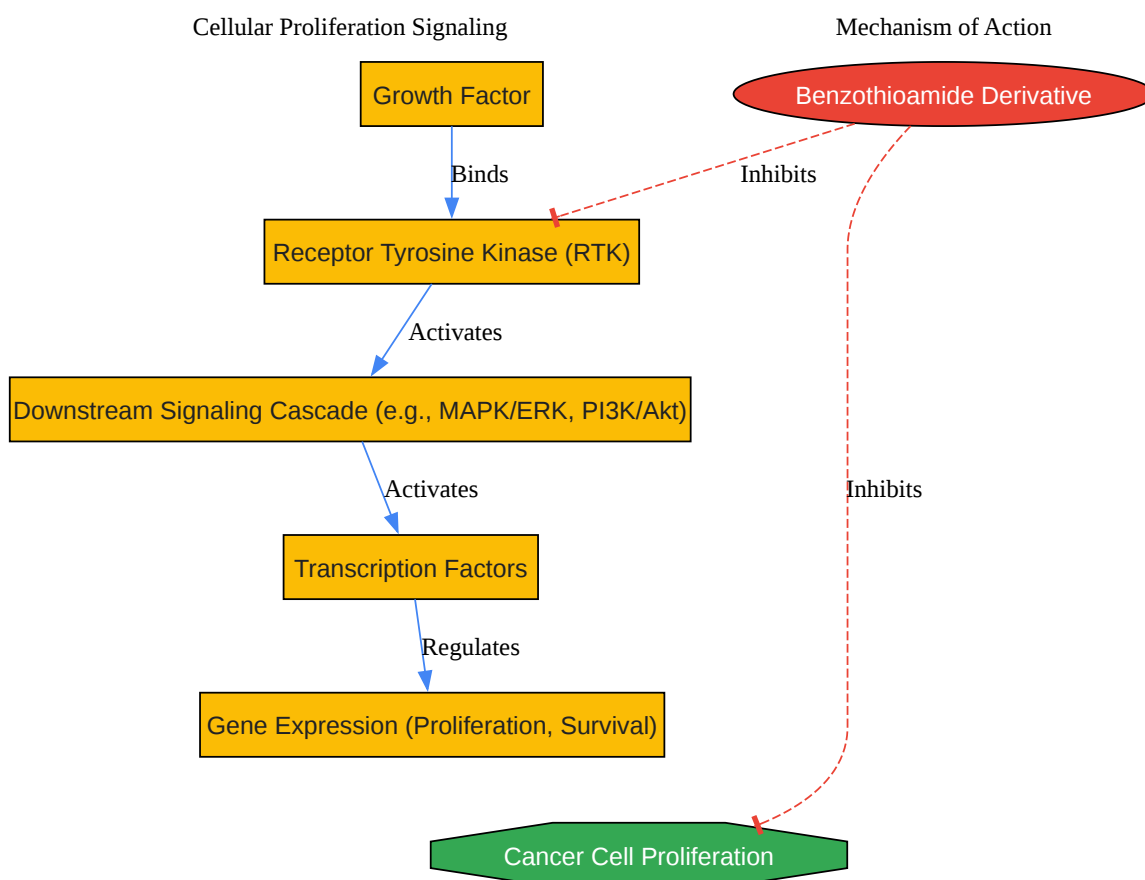 Cellular Proliferation Signaling
Mechanism of Action
Growth Factor
Benzothioamide Derivative
Binds
Inhibits
Receptor Tyrosine Kinase (RTK)
Activates
Downstream Signaling Cascade (e.g., MAPK/ERK, PI3K/Akt)
Activates
Inhibits
Transcription Factors
Regulates
Gene Expression (Proliferation, Survival)
Cancer Cell Proliferation